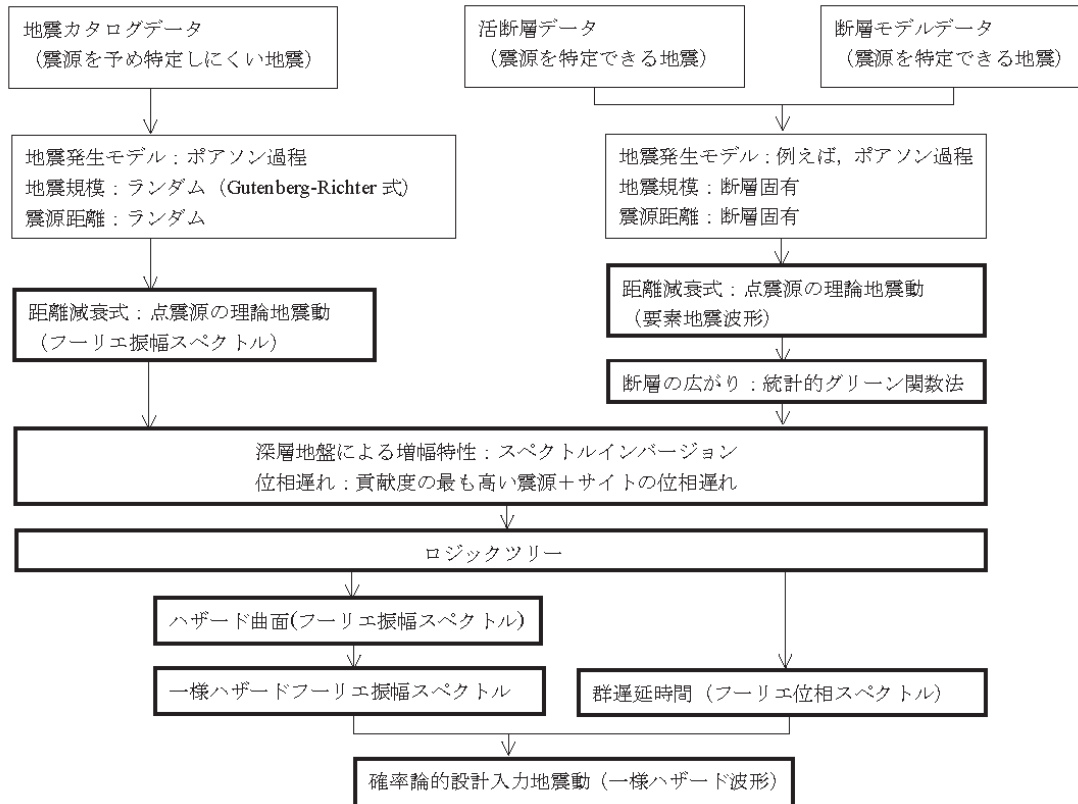 地震カタログデータ
（震源を予め特定しにくい地震）
活断層データ
（震源を特定できる地震）
断層モデルデータ
（震源を特定できる地震）
地震発生モデル：ポアソン過程
地震規模：ランダム（Gutenberg-Richter 式）
震源距離：ランダム
地震発生モデル：例えば，ポアソン過程
地震規模：断層固有
震源距離：断層固有
距離減衰式：点震源の理論地震動
（フーリエ振幅スペクトル）
距離減衰式：点震源の理論地震動
（要素地震波形）
断層の広がり：統計的グリーン関数法
深層地盤による増幅特性：スペクトルインバージョン
位相遅れ：貢献度の最も高い震源＋サイトの位相遅れ
ロジックツリー
ハザード曲面(フーリエ振幅スペクトル)
一様ハザードフーリエ振幅スペクトル
群遅延時間（フーリエ位相スペクトル）
確率論的設計入力地震動（一様ハザード波形）